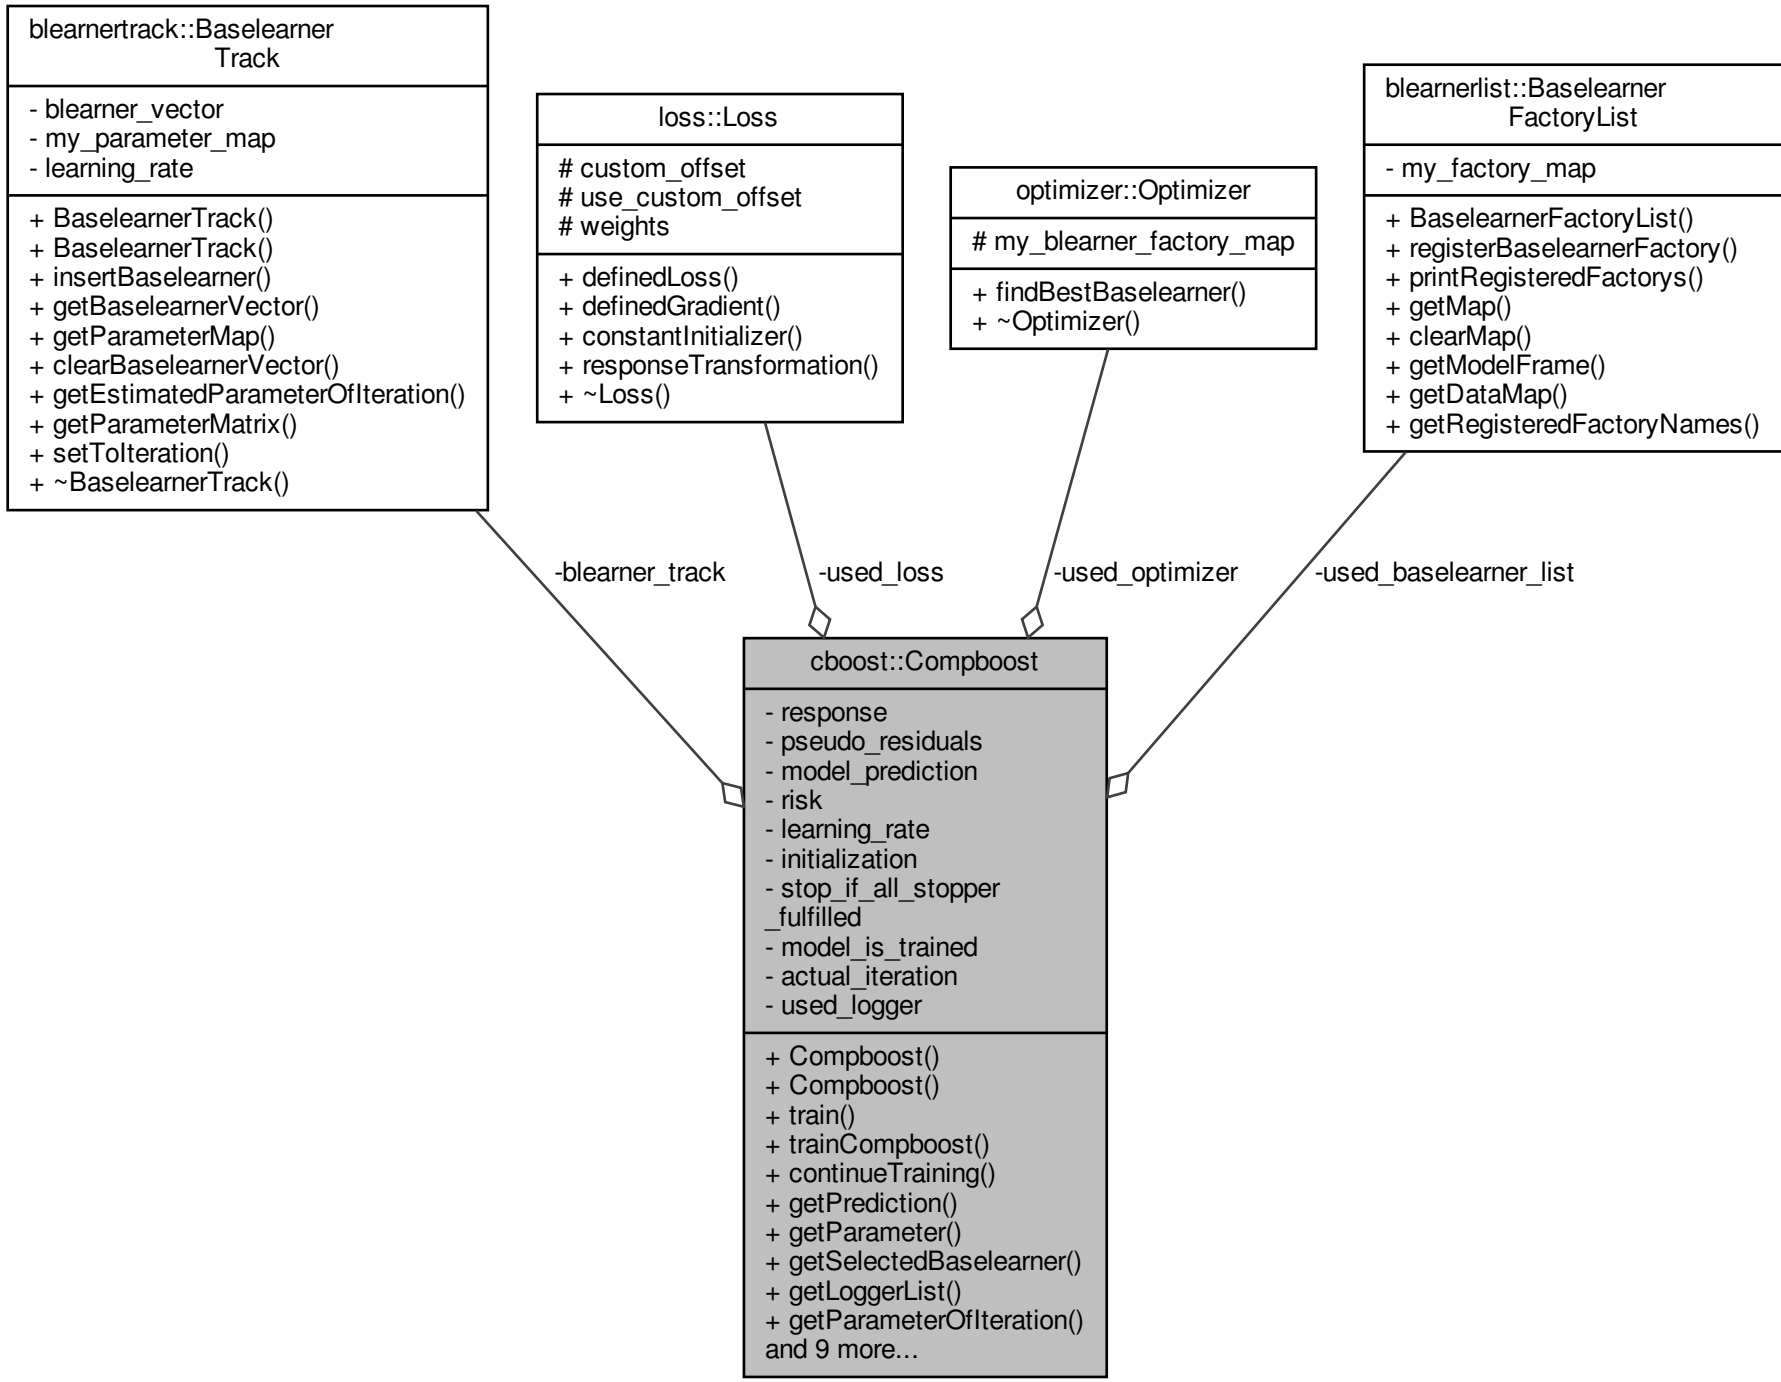 blearnertrack::Baselearner
Track
- blearner_vector
- my_parameter_map
- learning_rate
+ BaselearnerTrack()
+ BaselearnerTrack()
+ insertBaselearner()
+ getBaselearnerVector()
+ getParameterMap()
+ clearBaselearnerVector()
+ getEstimatedParameterOfIteration()
+ getParameterMatrix()
+ setToIteration()
+ ~BaselearnerTrack()
loss::Loss
# custom_offset
# use_custom_offset
# weights
+ definedLoss()
+ definedGradient()
+ constantInitializer()
+ responseTransformation()
+ ~Loss()
optimizer::Optimizer
# my_blearner_factory_map
+ findBestBaselearner()
+ ~Optimizer()
blearnerlist::Baselearner
FactoryList
- my_factory_map
+ BaselearnerFactoryList()
+ registerBaselearnerFactory()
+ printRegisteredFactorys()
+ getMap()
+ clearMap()
+ getModelFrame()
+ getDataMap()
+ getRegisteredFactoryNames()
-blearner_track
-used_loss
-used_optimizer
-used_baselearner_list
cboost::Compboost
- response
- pseudo_residuals
- model_prediction
- risk
- learning_rate
- initialization
- stop_if_all_stopper
_fulfilled
- model_is_trained
- actual_iteration
- used_logger
+ Compboost()
+ Compboost()
+ train()
+ trainCompboost()
+ continueTraining()
+ getPrediction()
+ getParameter()
+ getSelectedBaselearner()
+ getLoggerList()
+ getParameterOfIteration()
and 9 more...